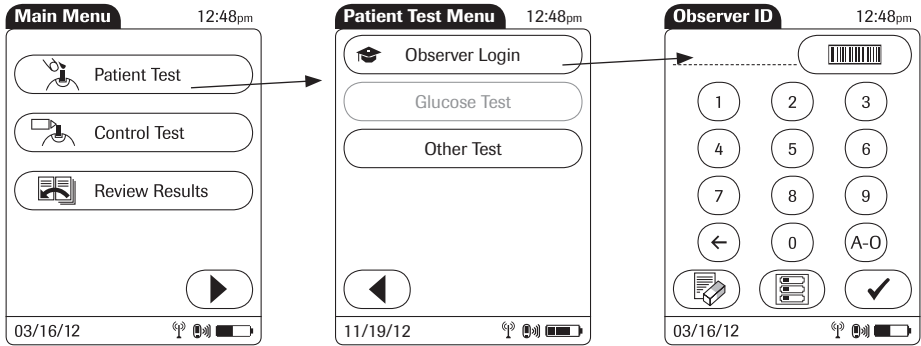 Main Menu 12:48pm
Patient Test
Control Test
Review Results
03/16/12
Patient Test Menu 12:48pm
Observer Login
Glucose Test
Other Test
11/19/12
Observer ID 12:48pm
1 2 3
4 5 6
7 8 9
0 A-O
03/16/12